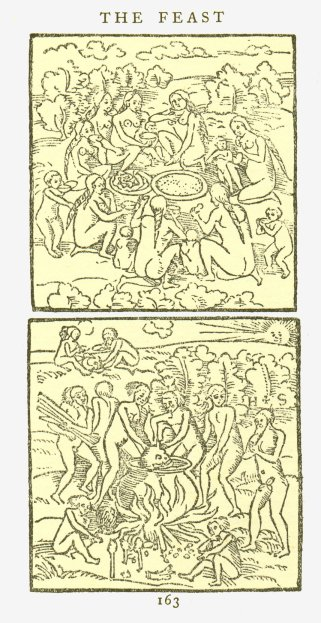 THE FEAST
H S
163